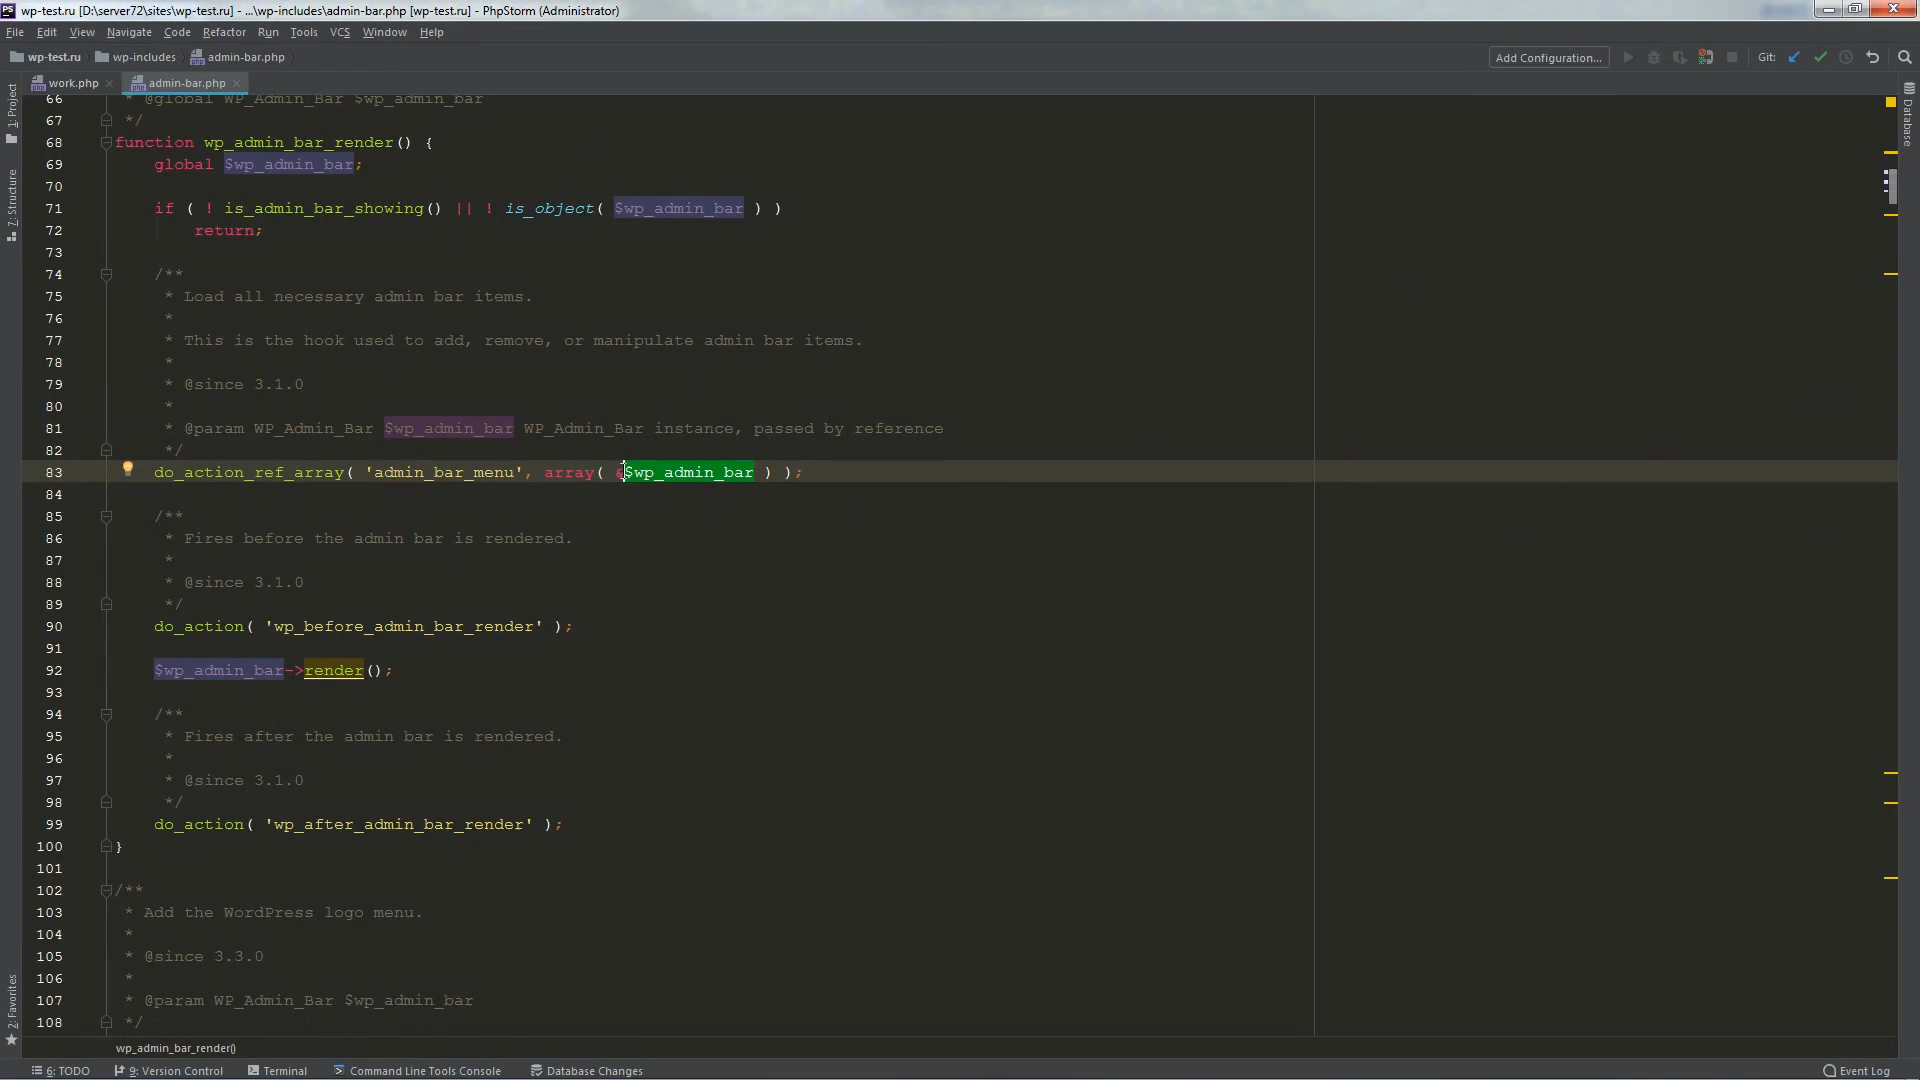 wp-test.ru [D:\server72\sites\wp-test.ru] - ...\wp-includes\admin-bar.php [wp-test.ru] - PhpStorm (Administrator)
File Edit View Navigate Code Refactor Run Tools VCS Window Help
wp-test.ru wp-includes admin-bar.php Add Configuration... Git:
work.php admin-bar.php
1: Project
7: Structure
2: Favorites
Database
66 * @global WP_Admin_Bar $wp_admin_bar
67 */
68 function wp_admin_bar_render() {
69 global $wp_admin_bar;
70
71 if ( ! is_admin_bar_showing() || ! is_object( $wp_admin_bar ) )
72 return;
73
74 /**
75 * Load all necessary admin bar items.
76 *
77 * This is the hook used to add, remove, or manipulate admin bar items.
78 *
79 * @since 3.1.0
80 *
81 * @param WP_Admin_Bar $wp_admin_bar WP_Admin_Bar instance, passed by reference
82 */
83 do_action_ref_array( 'admin_bar_menu', array( &$wp_admin_bar ) );
84
85 /**
86 * Fires before the admin bar is rendered.
87 *
88 * @since 3.1.0
89 */
90 do_action( 'wp_before_admin_bar_render' );
91
92 $wp_admin_bar->render();
93
94 /**
95 * Fires after the admin bar is rendered.
96 *
97 * @since 3.1.0
98 */
99 do_action( 'wp_after_admin_bar_render' );
100 }
101
102 /**
103 * Add the WordPress logo menu.
104 *
105 * @since 3.3.0
106 *
107 * @param WP_Admin_Bar $wp_admin_bar
108 */
wp_admin_bar_render()
6: TODO 9: Version Control Terminal Command Line Tools Console Database Changes Event Log